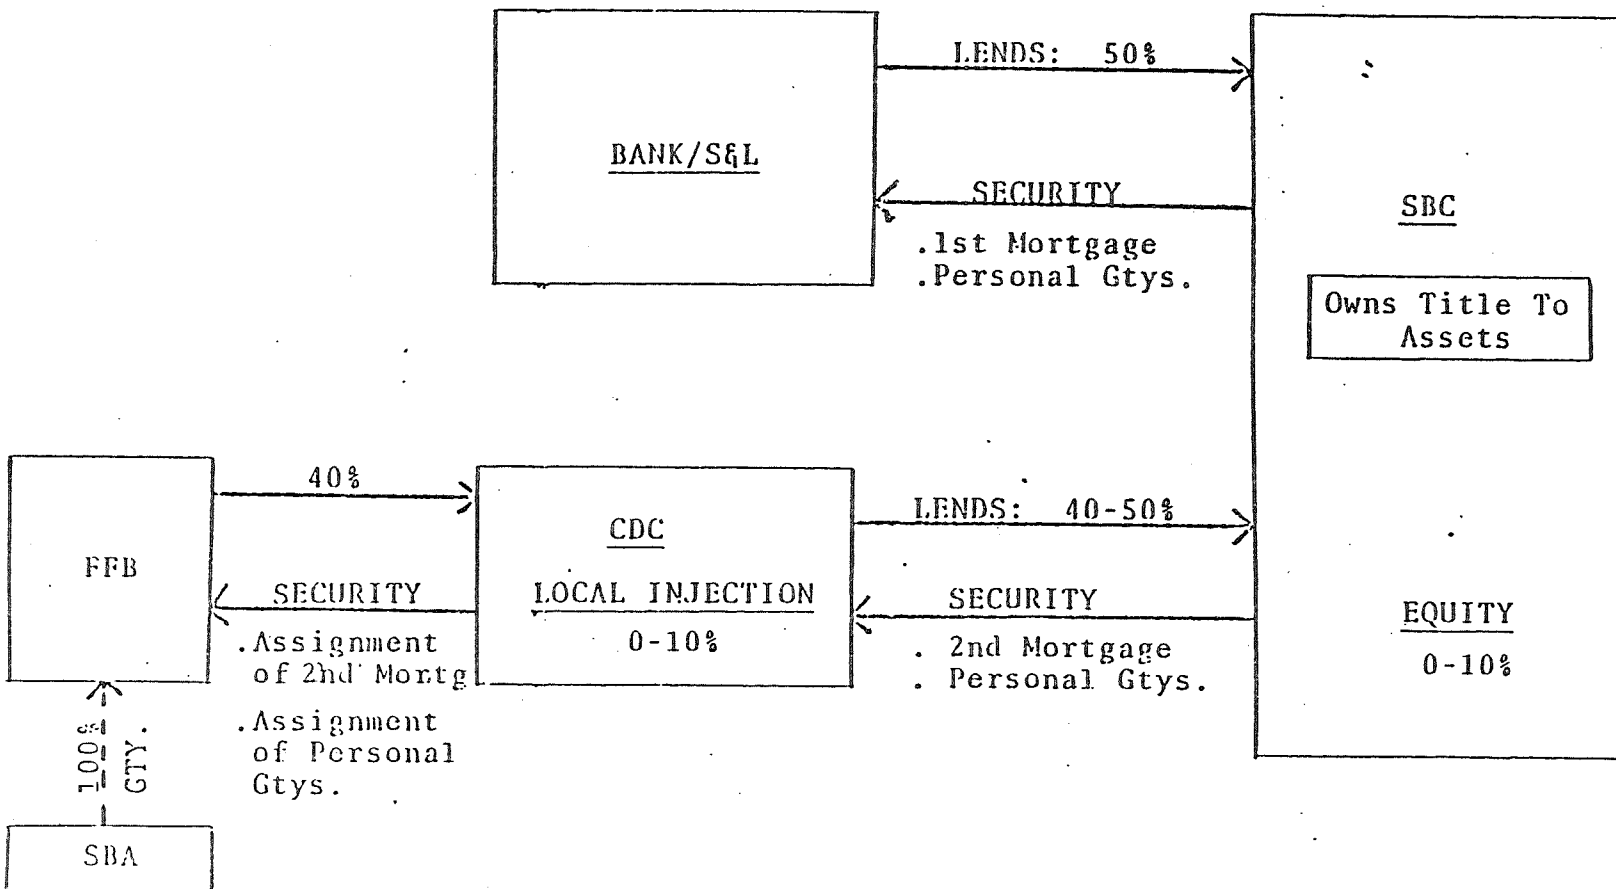 LENDS: 50%
BANK/S&L
SECURITY
.1st Mortgage
.Personal Gtys.
SBC
Owns Title To
Assets
40%
FFB
SECURITY
.Assignment
of 2nd Mortg
.Assignment
of Personal
Gtys.
CDC
LOCAL INJECTION
0-10%
LENDS: 40-50%
SECURITY
. 2nd Mortgage
. Personal Gtys.
EQUITY
0-10%
100%
GTY.
SBA